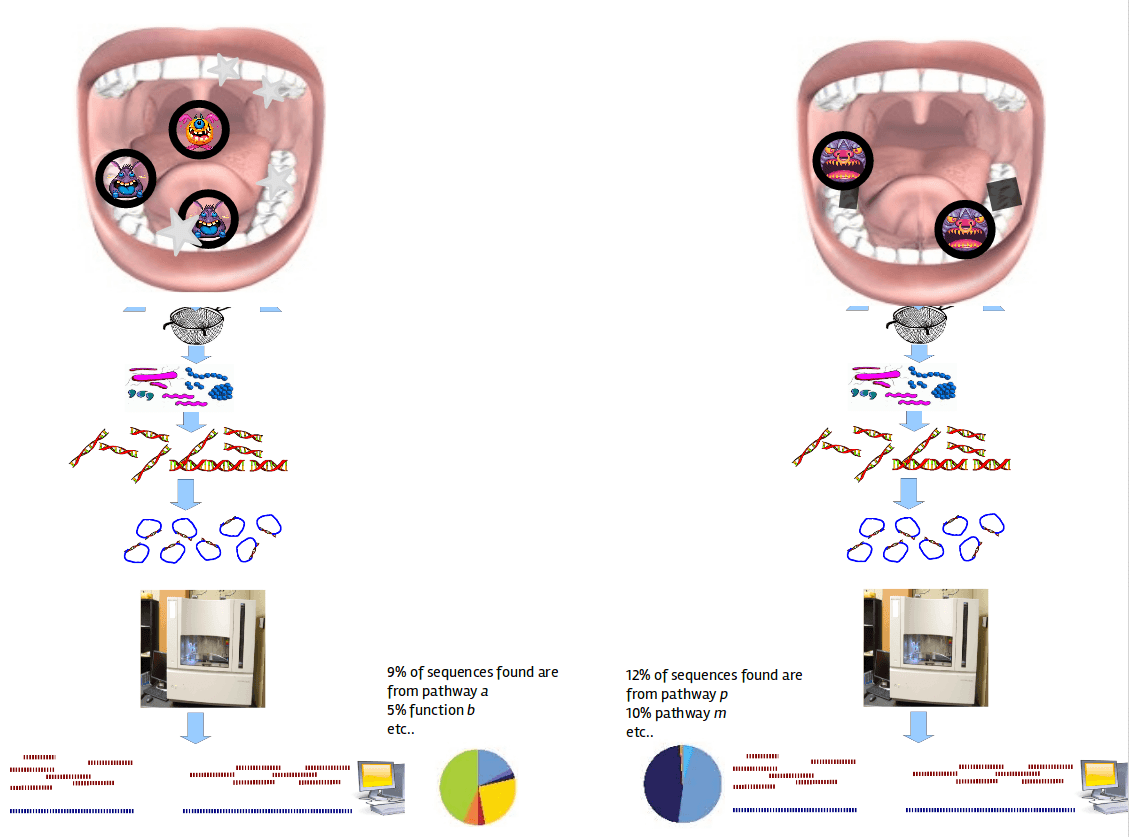 9% of sequences found are
from pathway a
5% function b
etc..
12% of sequences found are
from pathway p
10% pathway m
etc..